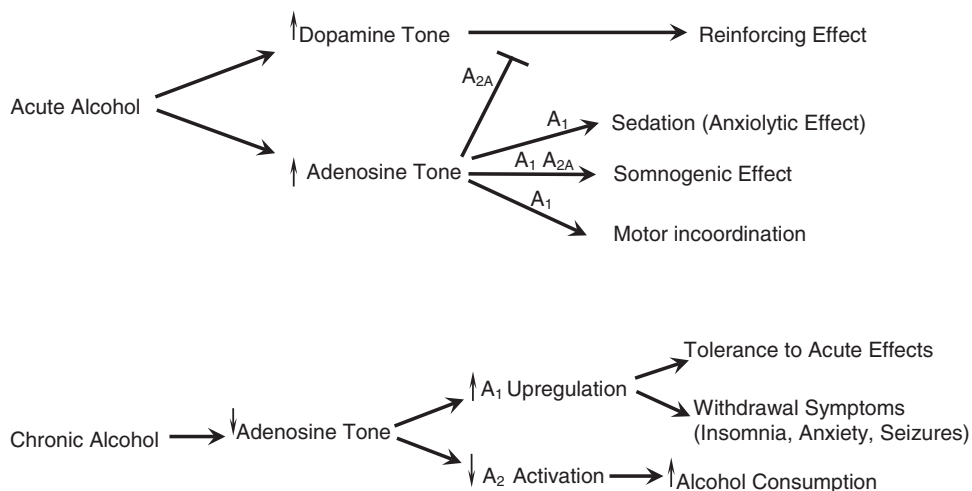 ↑Dopamine Tone Reinforcing Effect
A2A
Acute Alcohol
A1 Sedation (Anxiolytic Effect)
↑ Adenosine Tone A1 A2A Somnogenic Effect
A1
Motor incoordination
Tolerance to Acute Effects
↑A1 Upregulation
Withdrawal Symptoms
(Insomnia, Anxiety, Seizures)
Chronic Alcohol ↓Adenosine Tone
↓A2 Activation ↑Alcohol Consumption